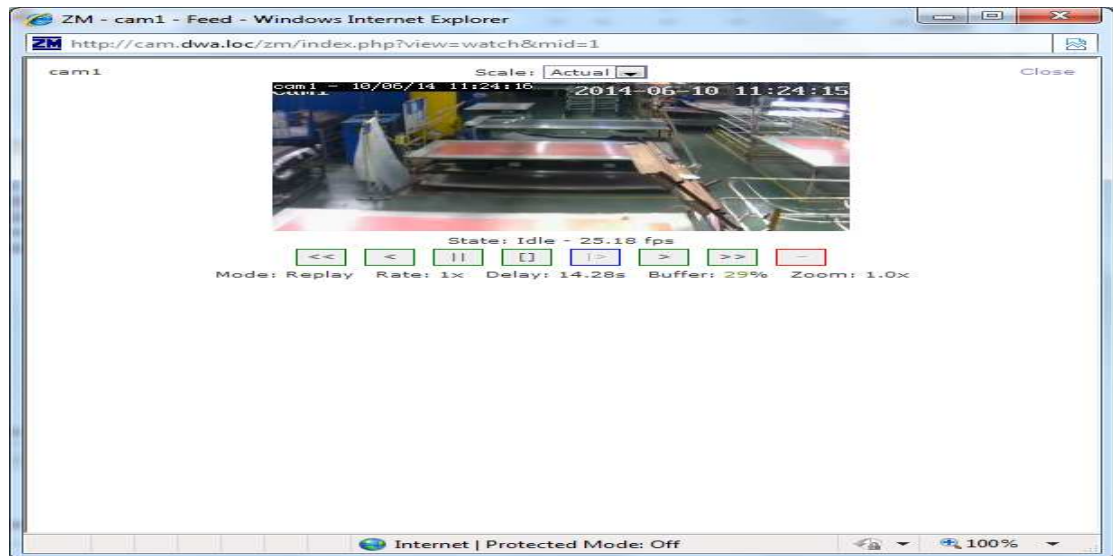 ZM - cam1 - Feed - Windows Internet Explorer
ZM http://cam.dwa.loc/zm/index.php?view=watch&mid=1
cam1 Scale: Actual Close
cam1 - 10/06/14 11:24:16 2014-06-10 11:24:15
Cam1
State: Idle - 25.18 fps
<< < || [] |> > >> –
Mode: Replay Rate: 1x Delay: 14.28s Buffer: 29% Zoom: 1.0x
Internet | Protected Mode: Off 100%